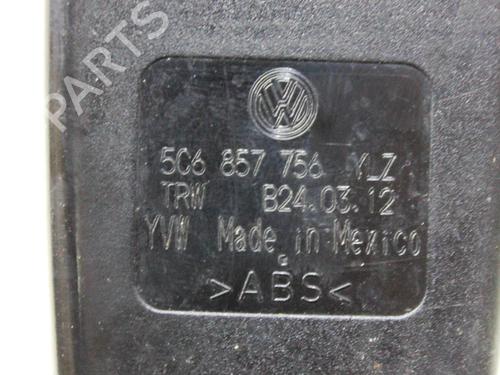 PARTS
5C6 857 756 YLZ
TRW B24.03.12
YVW Made in Mexico
>ABS<